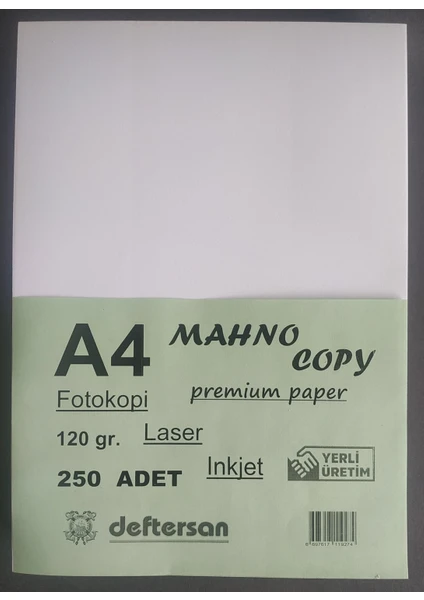 A4 MAHNO
COPY
Fotokopi premium paper
120 gr. Laser
250 ADET Inkjet
YERLİ
ÜRETİM
deftersan